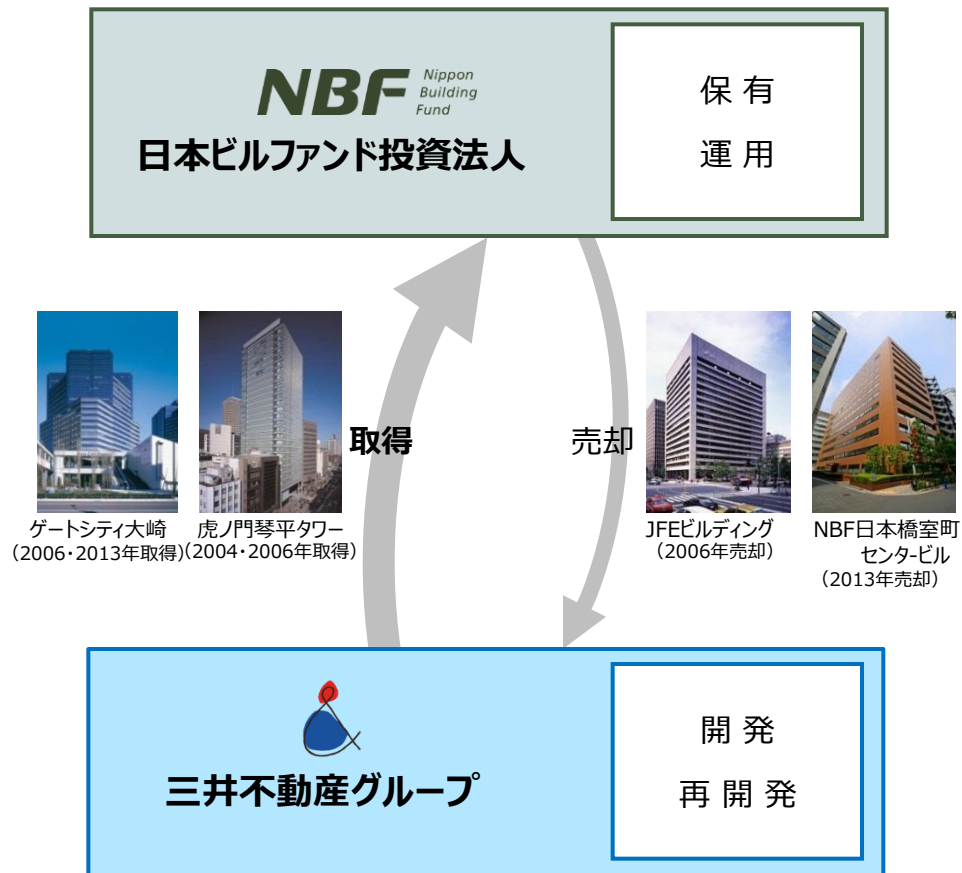 NBF Nippon
Building
Fund
日本ビルファンド投資法人
保有
運用
取得
売却
ゲートシティ大崎
(2006・2013年取得)
虎ノ門琴平タワー
(2004・2006年取得)
JFEビルディング
(2006年売却)
NBF日本橋室町
センタービル
(2013年売却)
三井不動産グループ
開発
再開発